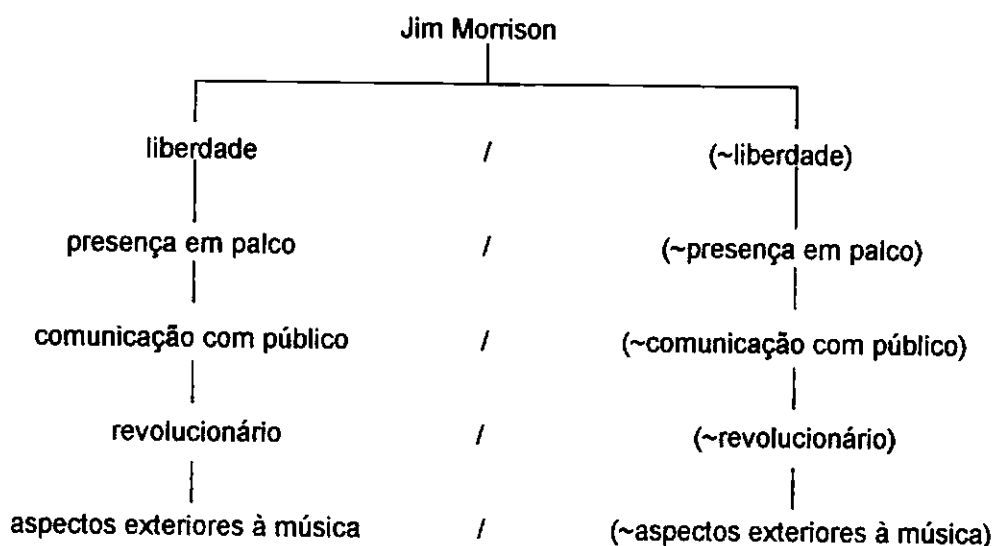 Jim Morrison
liberdade / (~liberdade)
presença em palco / (~presença em palco)
comunicação com público / (~comunicação com público)
revolucionário / (~revolucionário)
aspectos exteriores à música / (~aspectos exteriores à música)